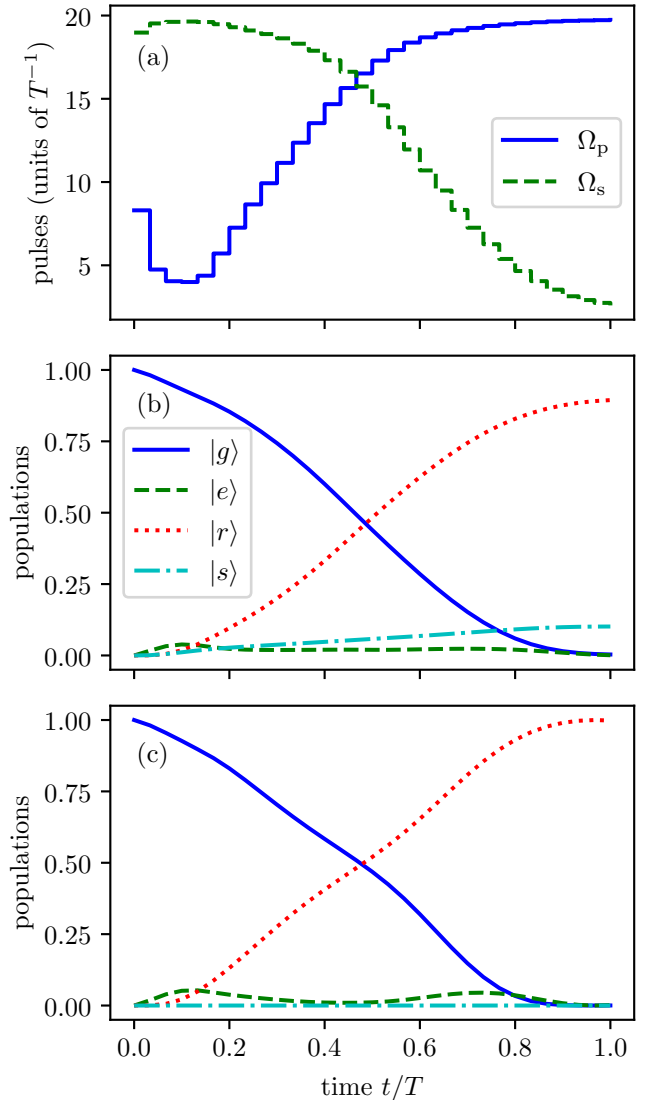 20
15
10
5
pulses (units of T⁻¹)
(a)
Ωₚ
Ωₛ
1.00
0.75
0.50
0.25
0.00
populations
(b)
|g⟩
|e⟩
|r⟩
|s⟩
1.00
0.75
0.50
0.25
0.00
populations
(c)
0.0 0.2 0.4 0.6 0.8 1.0
time t/T